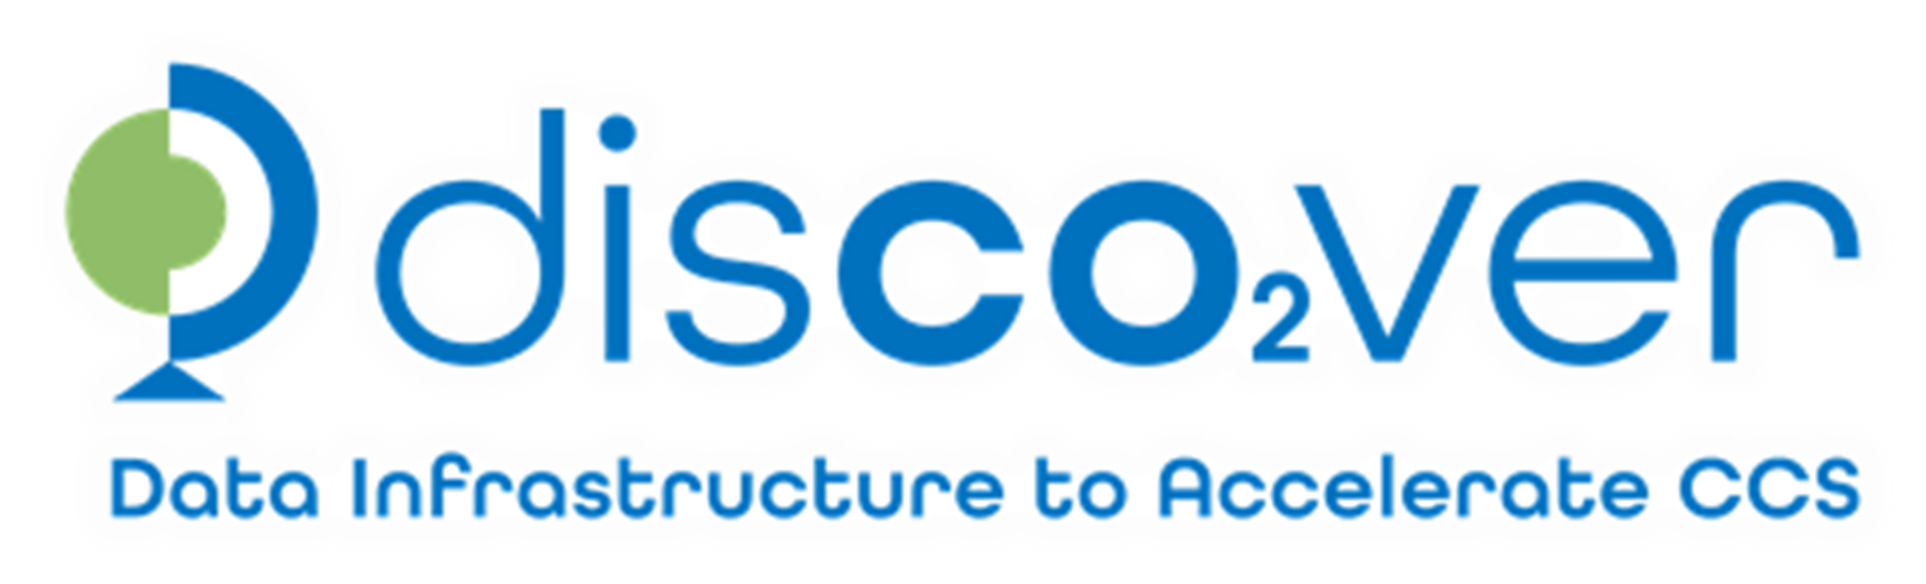 disco₂ver
Data Infrastructure to Accelerate CCS